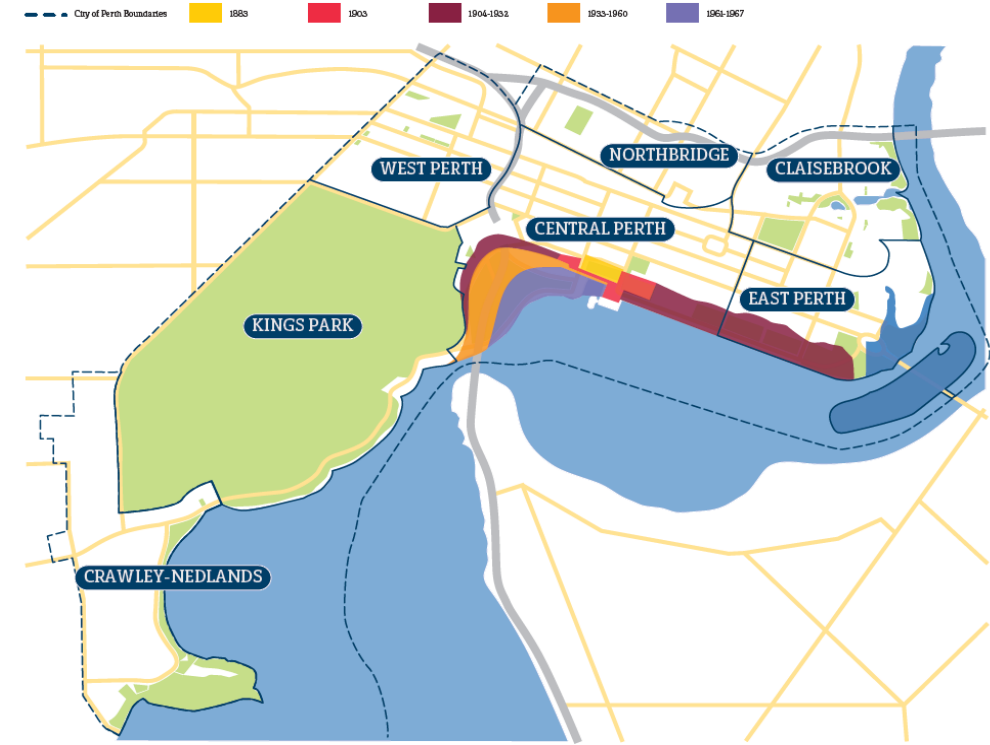 City of Perth Boundaries
1883
1903
1904-1932
1933-1960
1961-1967
NORTHBRIDGE
WEST PERTH
CLAISEBROOK
CENTRAL PERTH
EAST PERTH
KINGS PARK
CRAWLEY-NEDLANDS